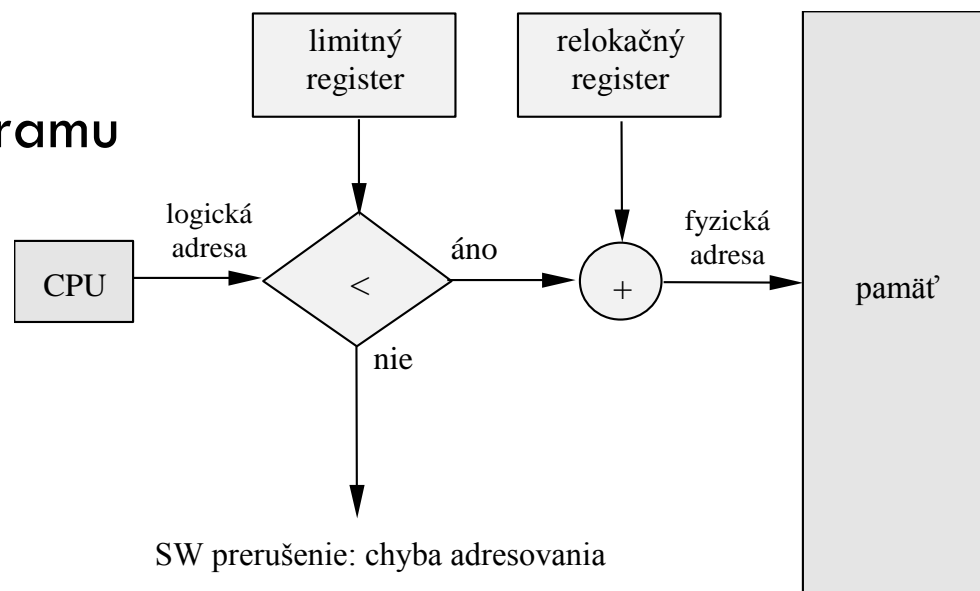 limitný
register
relokačný
register
ramu
logická
adresa
CPU
<
áno
+
fyzická
adresa
pamäť
nie
SW prerušenie: chyba adresovania